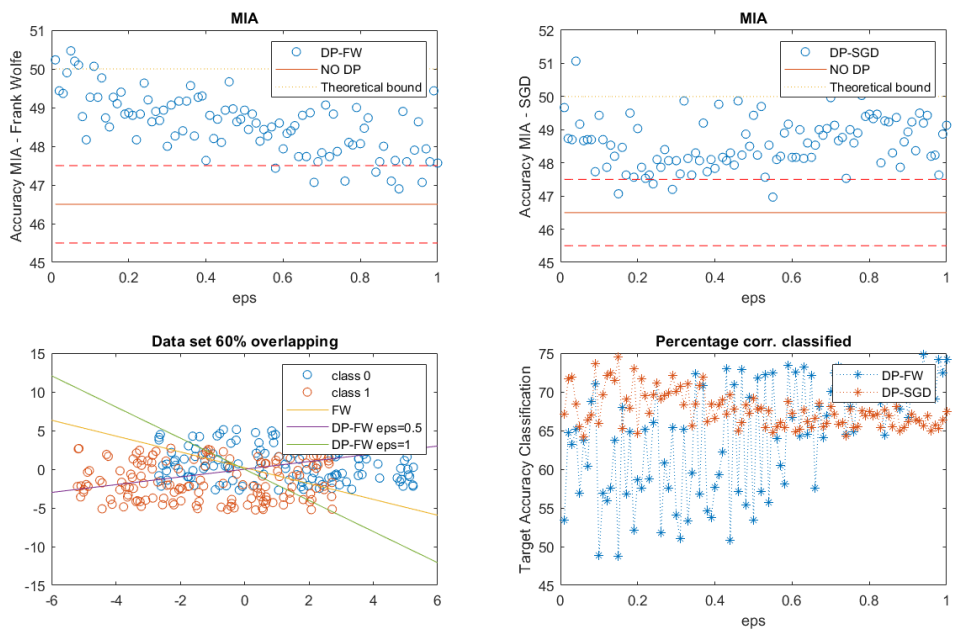 MIA
51
50
49
48
47
46
45
0
0.2
0.4
0.6
0.8
1
eps
Accuracy MIA - Frank Wolfe
DP-FW
NO DP
Theoretical bound
MIA
52
51
50
49
48
47
46
45
0
0.2
0.4
0.6
0.8
1
eps
Accuracy MIA - SGD
DP-SGD
NO DP
Theoretical bound
Data set 60% overlapping
15
10
5
0
-5
-10
-15
-6
-4
-2
0
2
4
6
class 0
class 1
FW
DP-FW eps=0.5
DP-FW eps=1
Percentage corr. classified
75
70
65
60
55
50
45
0
0.2
0.4
0.6
0.8
1
eps
Target Accuracy Classification
DP-FW
DP-SGD